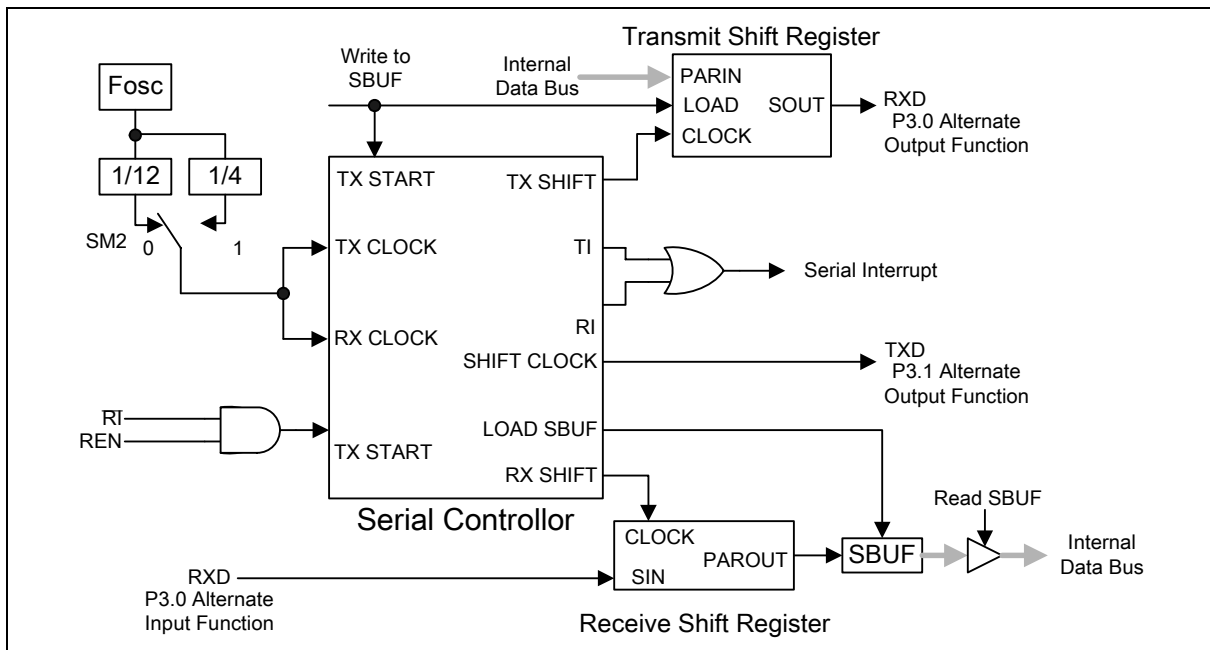 Transmit Shift Register
Write to
SBUF
Internal
Data Bus
PARIN
LOAD
SOUT
CLOCK
RXD
P3.0 Alternate
Output Function
Fosc
1/12
1/4
SM2
0
1
TX START
TX SHIFT
TX CLOCK
TI
Serial Interrupt
RX CLOCK
RI
SHIFT CLOCK
TXD
P3.1 Alternate
Output Function
RI
REN
TX START
LOAD SBUF
RX SHIFT
Serial Controllor
Read SBUF
CLOCK
PAROUT
SIN
SBUF
Internal
Data Bus
RXD
P3.0 Alternate
Input Function
Receive Shift Register